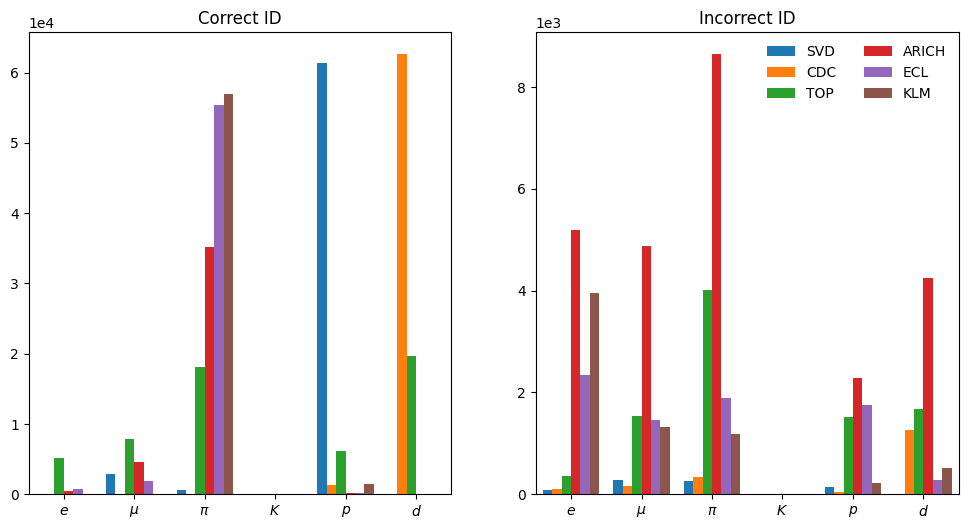 Correct ID
1e4
6
5
4
3
2
1
0
e μ π K p d
Incorrect ID
1e3
8
6
4
2
0
SVD ARICH
CDC ECL
TOP KLM
e μ π K p d